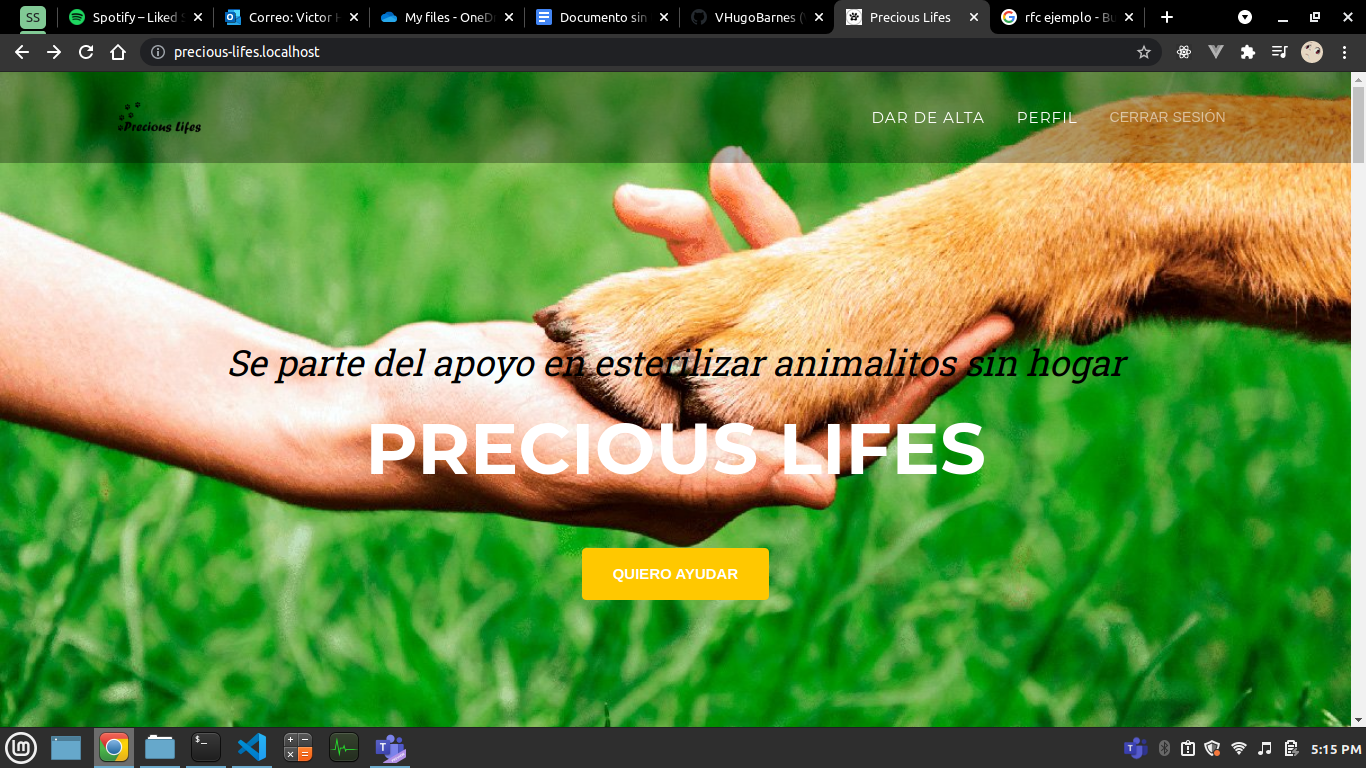 SS
Spotify – Liked S
Correo: Victor H
My files - OneDr
Documento sin
VHugoBarnes (V
Precious Lifes
rfc ejemplo - Bu
precious-lifes.localhost
Precious Lifes
DAR DE ALTA
PERFIL
CERRAR SESIÓN
Se parte del apoyo en esterilizar animalitos sin hogar
PRECIOUS LIFES
QUIERO AYUDAR
5:15 PM